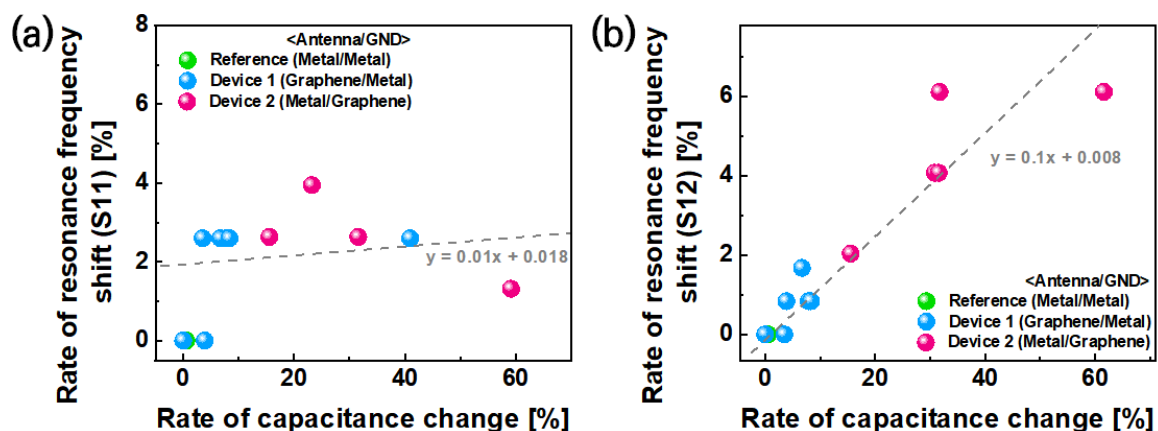 (a)
Rate of resonance frequency
shift (S11) [%]
8
6
4
2
0
<Antenna/GND>
Reference (Metal/Metal)
Device 1 (Graphene/Metal)
Device 2 (Metal/Graphene)
y = 0.01x + 0.018
0
20
40
60
Rate of capacitance change [%]
(b)
Rate of resonance frequency
shift (S12) [%]
6
4
2
0
y = 0.1x + 0.008
<Antenna/GND>
Reference (Metal/Metal)
Device 1 (Graphene/Metal)
Device 2 (Metal/Graphene)
0
20
40
60
Rate of capacitance change [%]